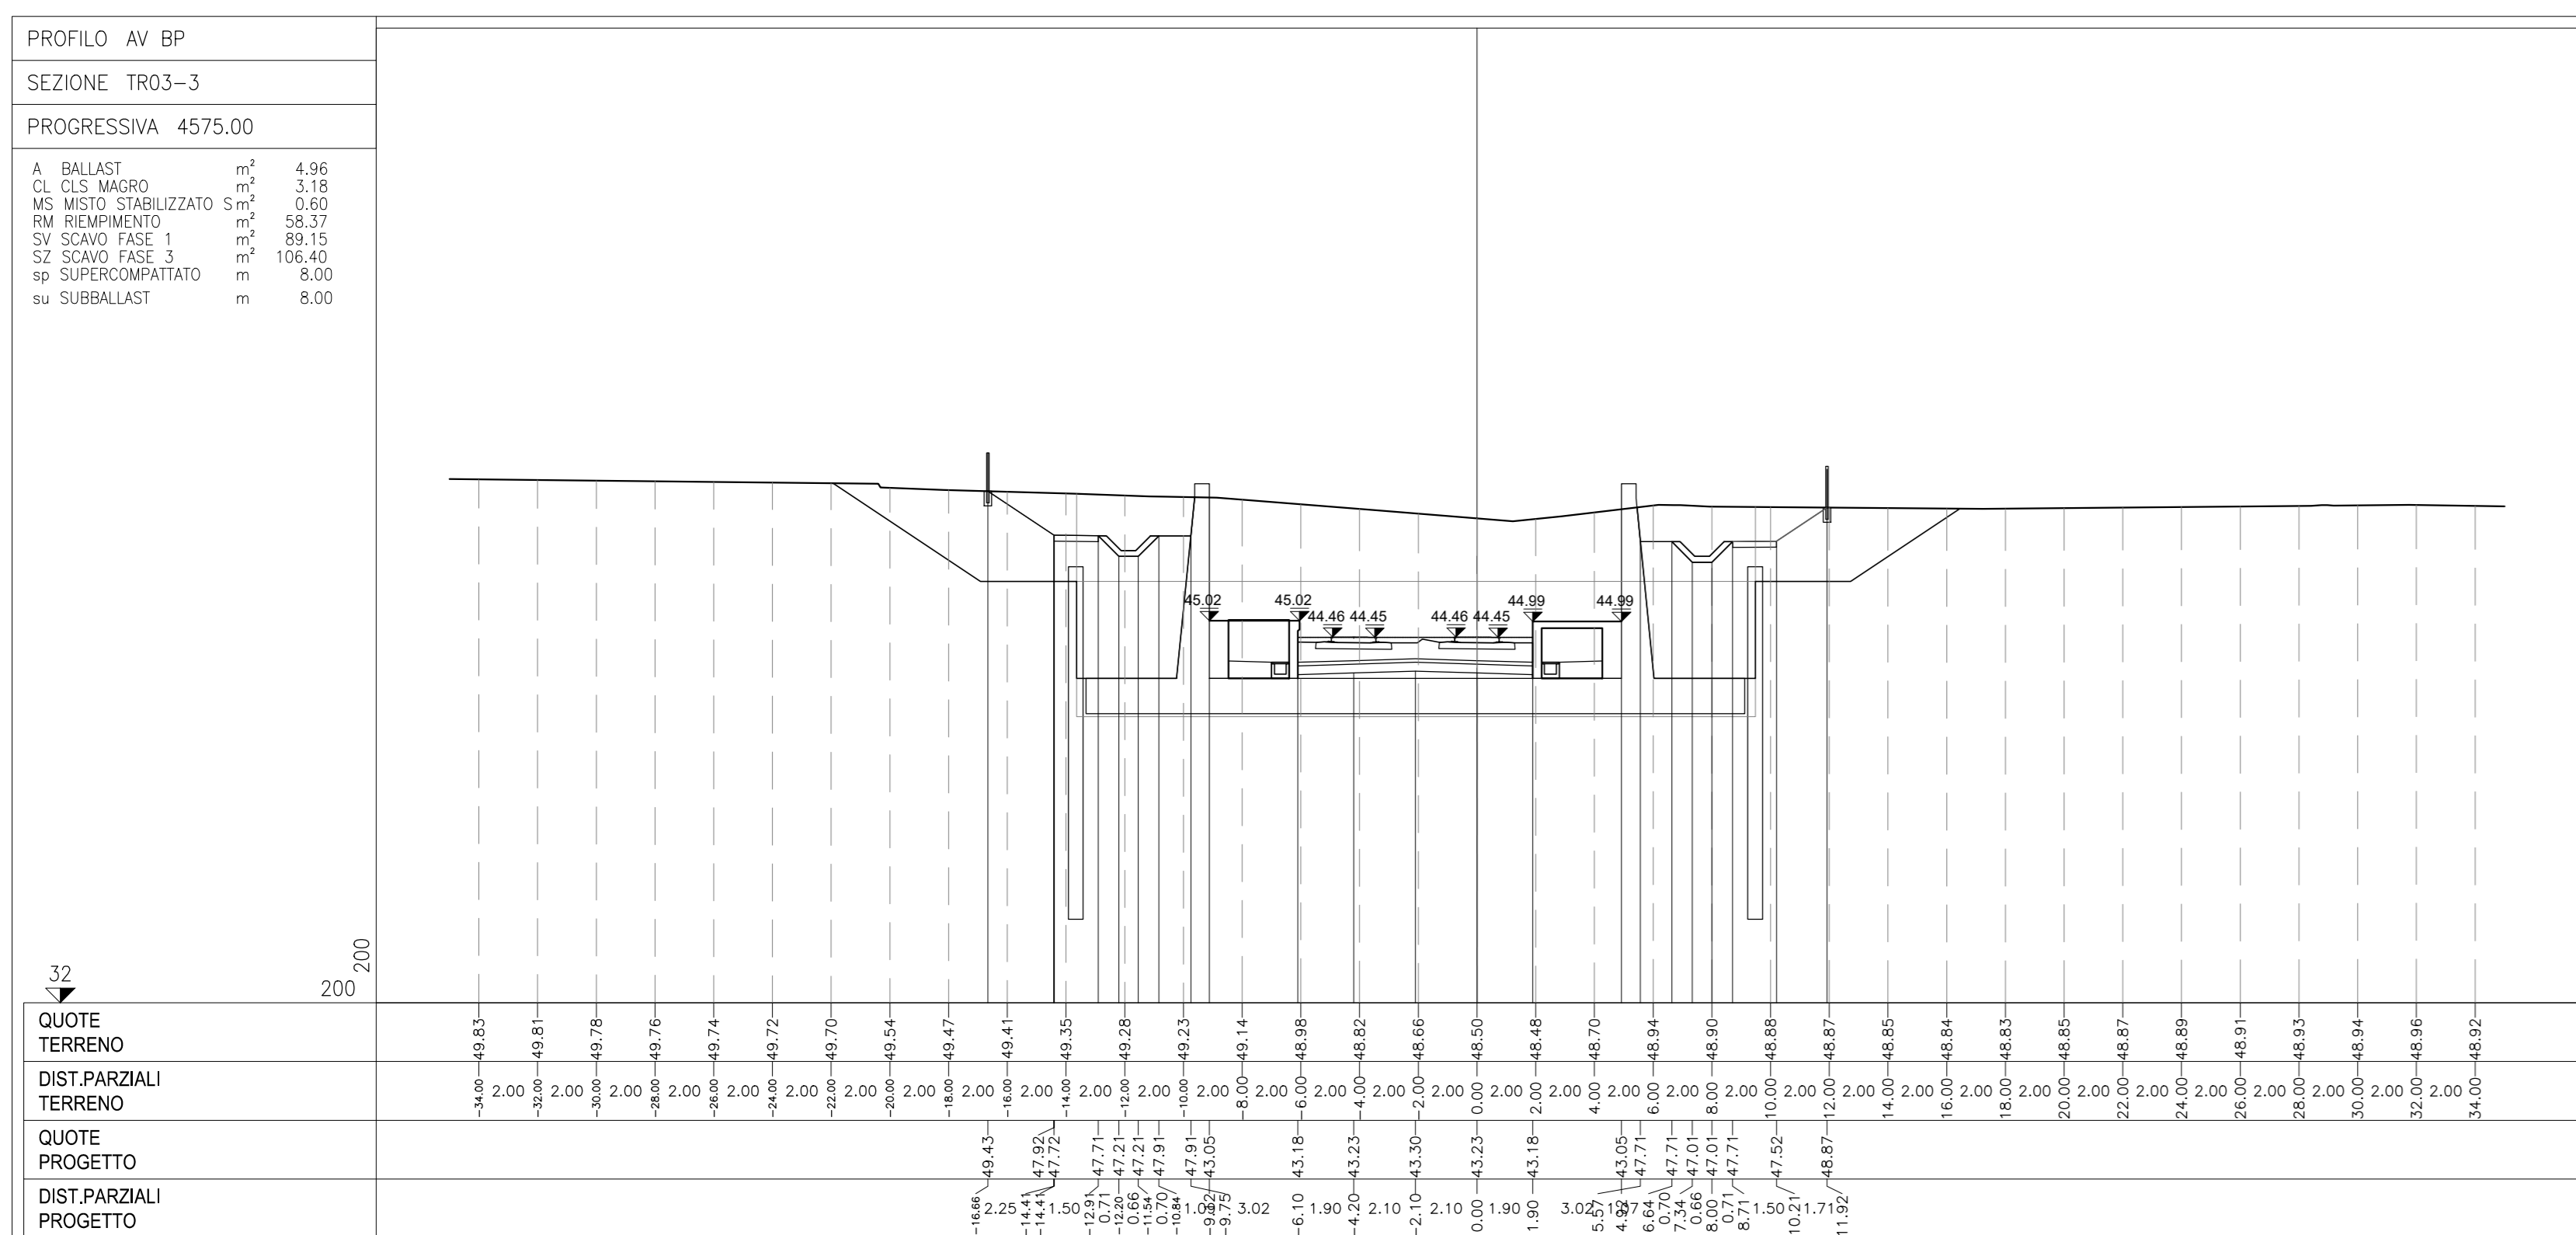 PROFILO AV BP
SEZIONE TR03-3
PROGRESSIVA 4575.00
A BALLAST m² 4.96
CL CLS MAGRO m² 3.18
MS MISTO STABILIZZATO S m² 0.60
RM RIEMPIMENTO m² 58.37
SV SCAVO FASE 1 m² 89.15
SZ SCAVO FASE 3 m² 106.40
sp SUPERCOMPATTATO m 8.00
su SUBBALLAST m 8.00
45.02 45.02 44.46 44.45 44.46 44.45 44.99 44.99
32
200
200
QUOTE
TERRENO
49.83 49.81 49.78 49.76 49.74 49.72 49.70 49.54 49.47 49.41 49.35 49.28 49.23 49.14 48.98 48.82 48.66 48.50 48.48 48.70 48.94 48.90 48.88 48.87 48.85 48.84 48.83 48.85 48.87 48.89 48.91 48.93 48.94 48.96 48.92
DIST.PARZIALI
TERRENO
-34.00 2.00 -32.00 2.00 -30.00 2.00 -28.00 2.00 -26.00 2.00 -24.00 2.00 -22.00 2.00 -20.00 2.00 -18.00 2.00 -16.00 2.00 -14.00 2.00 -12.00 2.00 -10.00 2.00 -8.00 2.00 -6.00 2.00 -4.00 2.00 -2.00 2.00 0.00 2.00 2.00 2.00 4.00 2.00 6.00 2.00 8.00 2.00 10.00 2.00 12.00 2.00 14.00 2.00 16.00 2.00 18.00 2.00 20.00 2.00 22.00 2.00 24.00 2.00 26.00 2.00 28.00 2.00 30.00 2.00 32.00 2.00 34.00
QUOTE
PROGETTO
49.43 47.92 47.72 47.71 47.21 47.21 47.91 47.91 43.05 43.18 43.23 43.30 43.23 43.18 43.05 47.71 47.71 47.01 47.01 47.71 47.52 48.87
DIST.PARZIALI
PROGETTO
-16.66 2.25 -14.41 -14.41 1.50 -12.91 0.71 -12.20 0.66 -11.54 0.70 -10.84 -9.75 3.02 -6.10 1.90 -4.20 2.10 -2.10 2.10 0.00 1.90 1.90 3.02 5.57 4.92 6.64 0.70 7.34 0.66 8.00 0.71 8.71 1.50 10.21 1.71 11.92